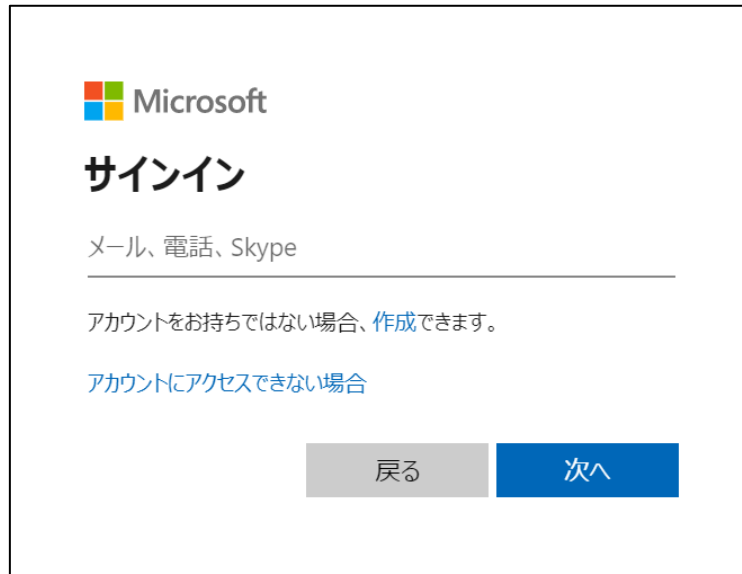 Microsoft
サインイン
メール、電話、Skype
アカウントをお持ちではない場合、作成できます。
アカウントにアクセスできない場合
戻る 次へ